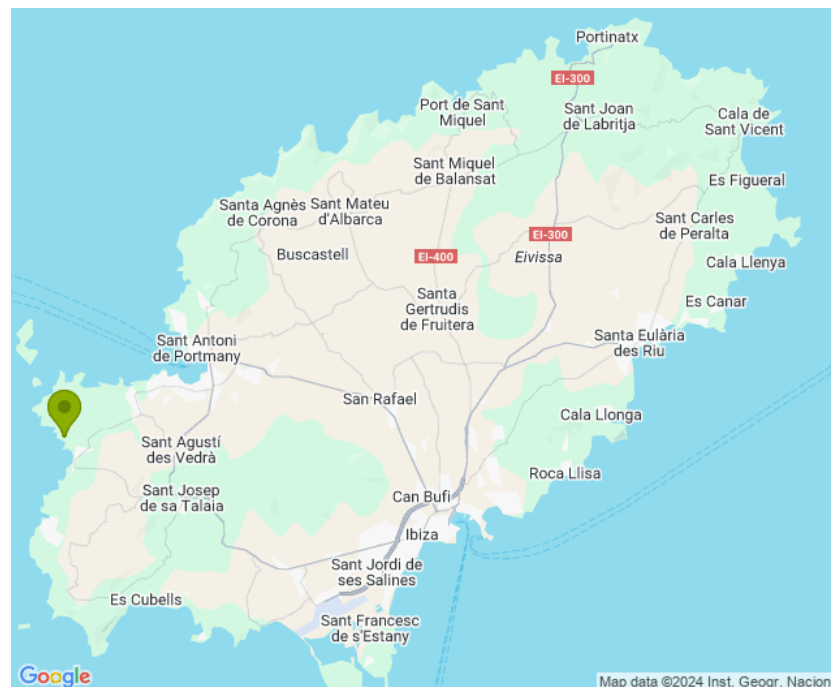 Portinatx
EI-300
Port de Sant
Miquel
Sant Joan
de Labritja
Cala de
Sant Vicent
Sant Miquel
de Balansat
Es Figueral
Santa Agnès
de Corona
Sant Mateu
d'Albarca
Sant Carles
de Peralta
EI-300
Buscastell
EI-400
Eivissa
Cala Llenya
Santa
Gertrudis
de Fruitera
Es Canar
Sant Antoni
de Portmany
Santa Eulària
des Riu
San Rafael
Cala Llonga
Sant Agustí
des Vedrà
Roca Llisa
Sant Josep
de sa Talaia
Can Bufi
Ibiza
Sant Jordi de
ses Salines
Es Cubells
Sant Francesc
de s'Estany
Google
Map data ©2024 Inst. Geogr. Nacion